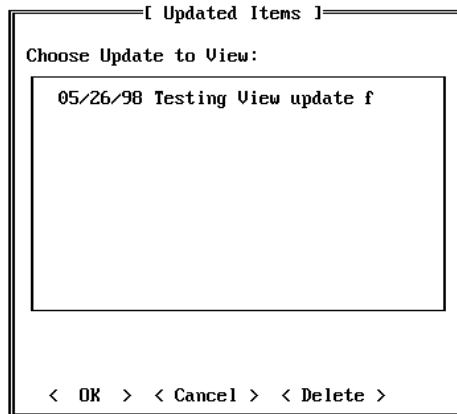 [ Updated Items ]
Choose Update to View:
05/26/98 Testing View update f
< OK > < Cancel > < Delete >